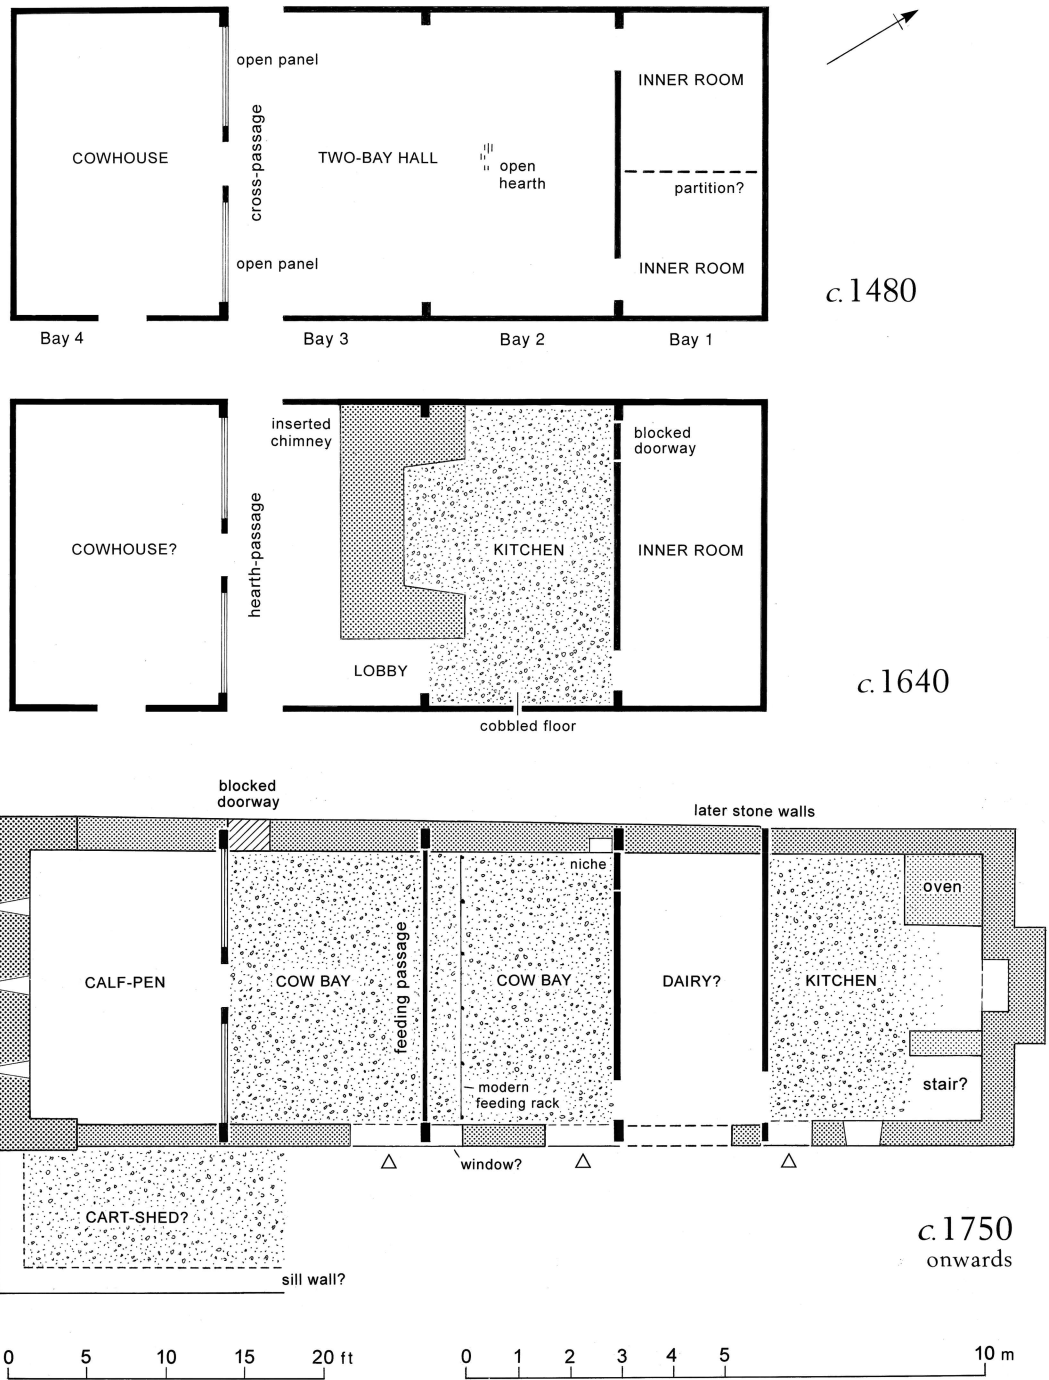 open panel
INNER ROOM
cross-passage
COWHOUSE
TWO-BAY HALL
open
hearth
partition?
open panel
INNER ROOM
c.1480
Bay 4
Bay 3
Bay 2
Bay 1
inserted
chimney
blocked
doorway
hearth-passage
COWHOUSE?
KITCHEN
INNER ROOM
LOBBY
c.1640
cobbled floor
blocked
doorway
later stone walls
niche
oven
feeding passage
CALF-PEN
COW BAY
COW BAY
DAIRY?
KITCHEN
modern
feeding rack
stair?
window?
CART-SHED?
c.1750
onwards
sill wall?
0 5 10 15 20 ft
0 1 2 3 4 5 10 m